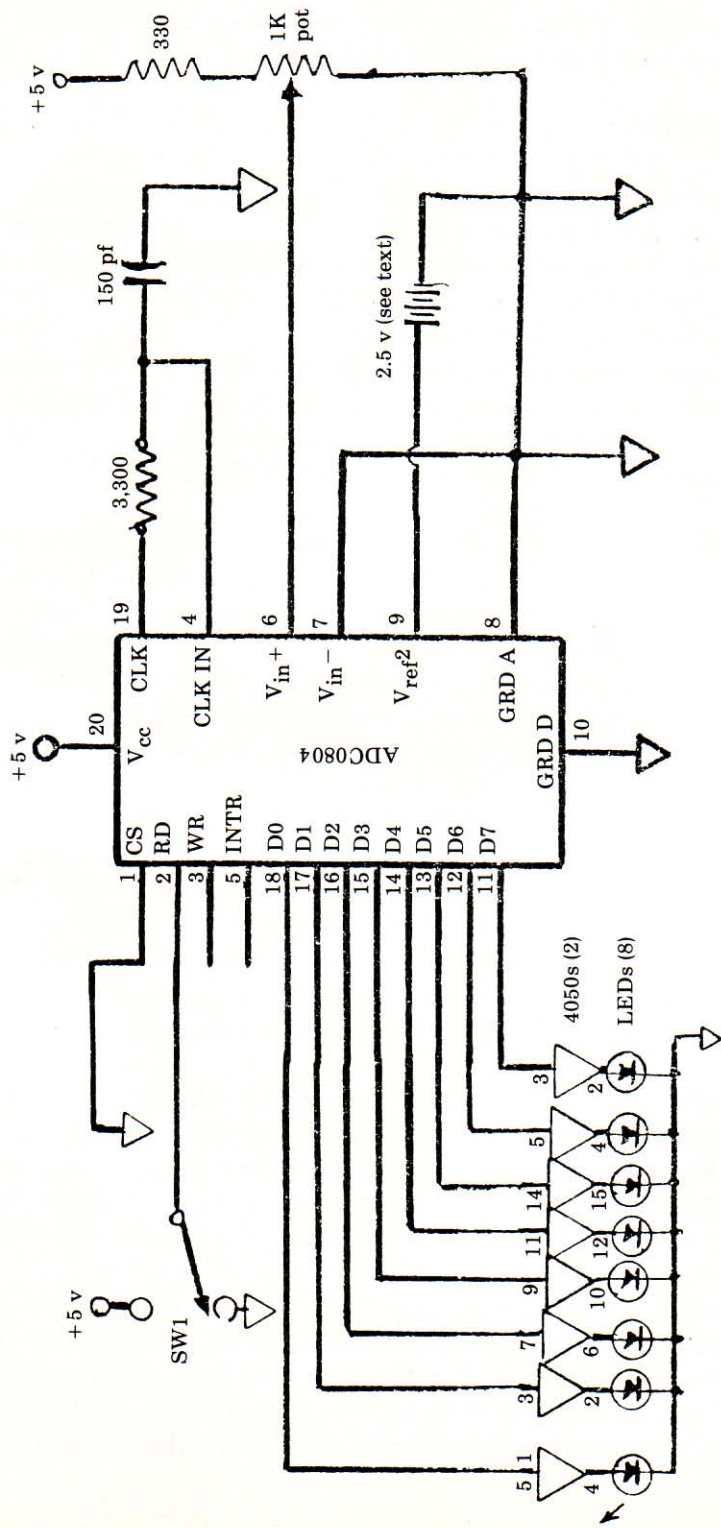 +5 v
330
1K
pot
150 pf
3,300
2.5 v (see text)
+5 v
20
V_cc
19
CLK
4
CLK IN
6
V_in+
7
V_in−
9
V_ref2
8
GRD A
ADC0804
GRD D
10
1 CS
2 RD
3 WR
5 INTR
18 D0
17 D1
16 D2
15 D3
14 D4
13 D5
12 D6
11 D7
+5 v
SW1
4050s (2)
LEDs (8)
5 1
3
7
9
11
14
5
3
4
2
6
10
12
15
4
2